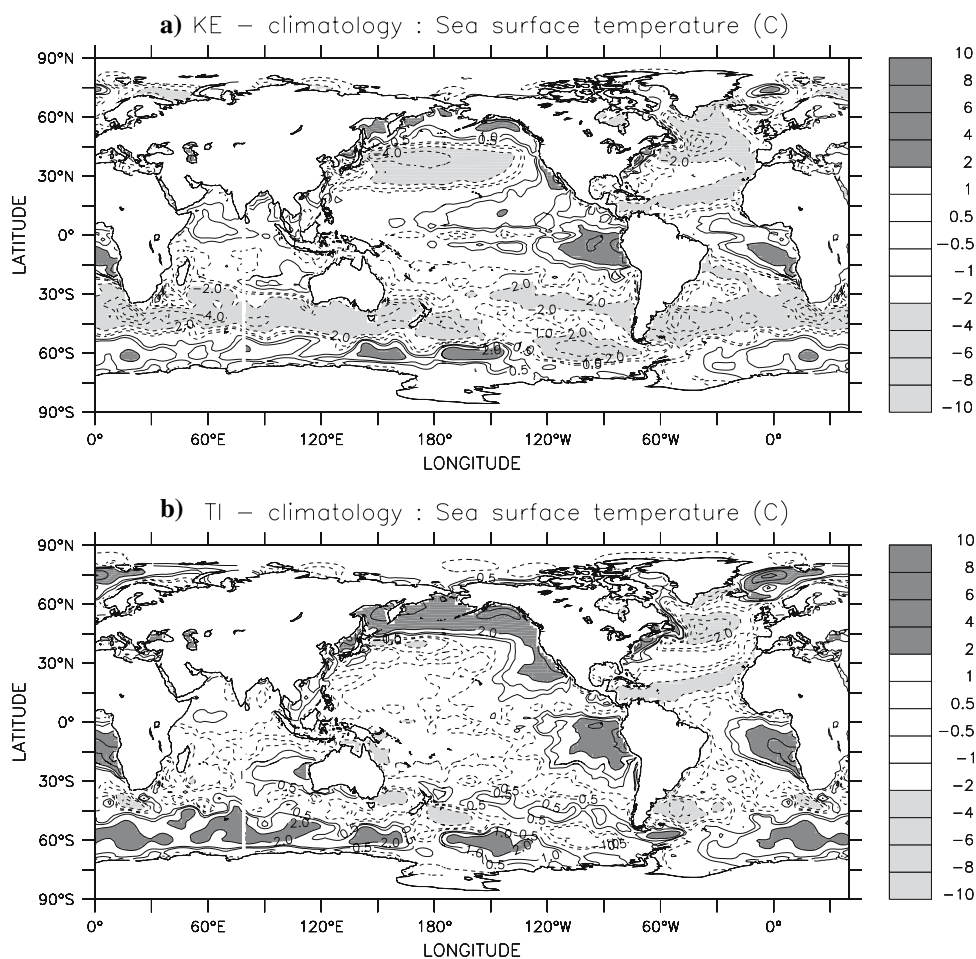 a) KE – climatology : Sea surface temperature (C)
90°N
60°N
30°N
0°
30°S
60°S
90°S
LATITUDE
0°
60°E
120°E
180°
120°W
60°W
0°
LONGITUDE
10
8
6
4
2
1
0.5
−0.5
−1
−2
−4
−6
−8
−10
b) TI – climatology : Sea surface temperature (C)
90°N
60°N
30°N
0°
30°S
60°S
90°S
LATITUDE
0°
60°E
120°E
180°
120°W
60°W
0°
LONGITUDE
10
8
6
4
2
1
0.5
−0.5
−1
−2
−4
−6
−8
−10